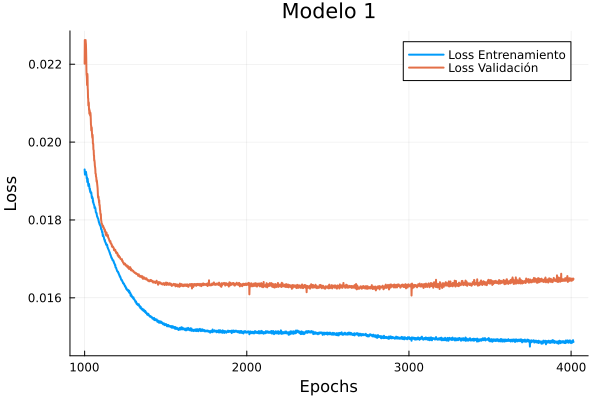 Modelo 1
Loss Entrenamiento
Loss Validación
0.022
0.020
0.018
0.016
Loss
1000
2000
3000
4000
Epochs